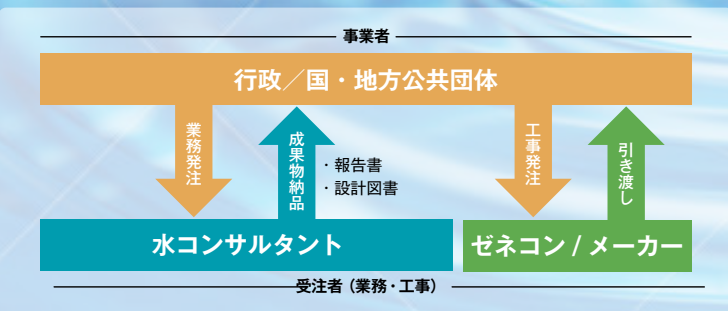 事業者
行政／国・地方公共団体
業務発注
成果物納品
・報告書
・設計図書
工事発注
引き渡し
水コンサルタント
ゼネコン / メーカー
受注者（業務・工事）